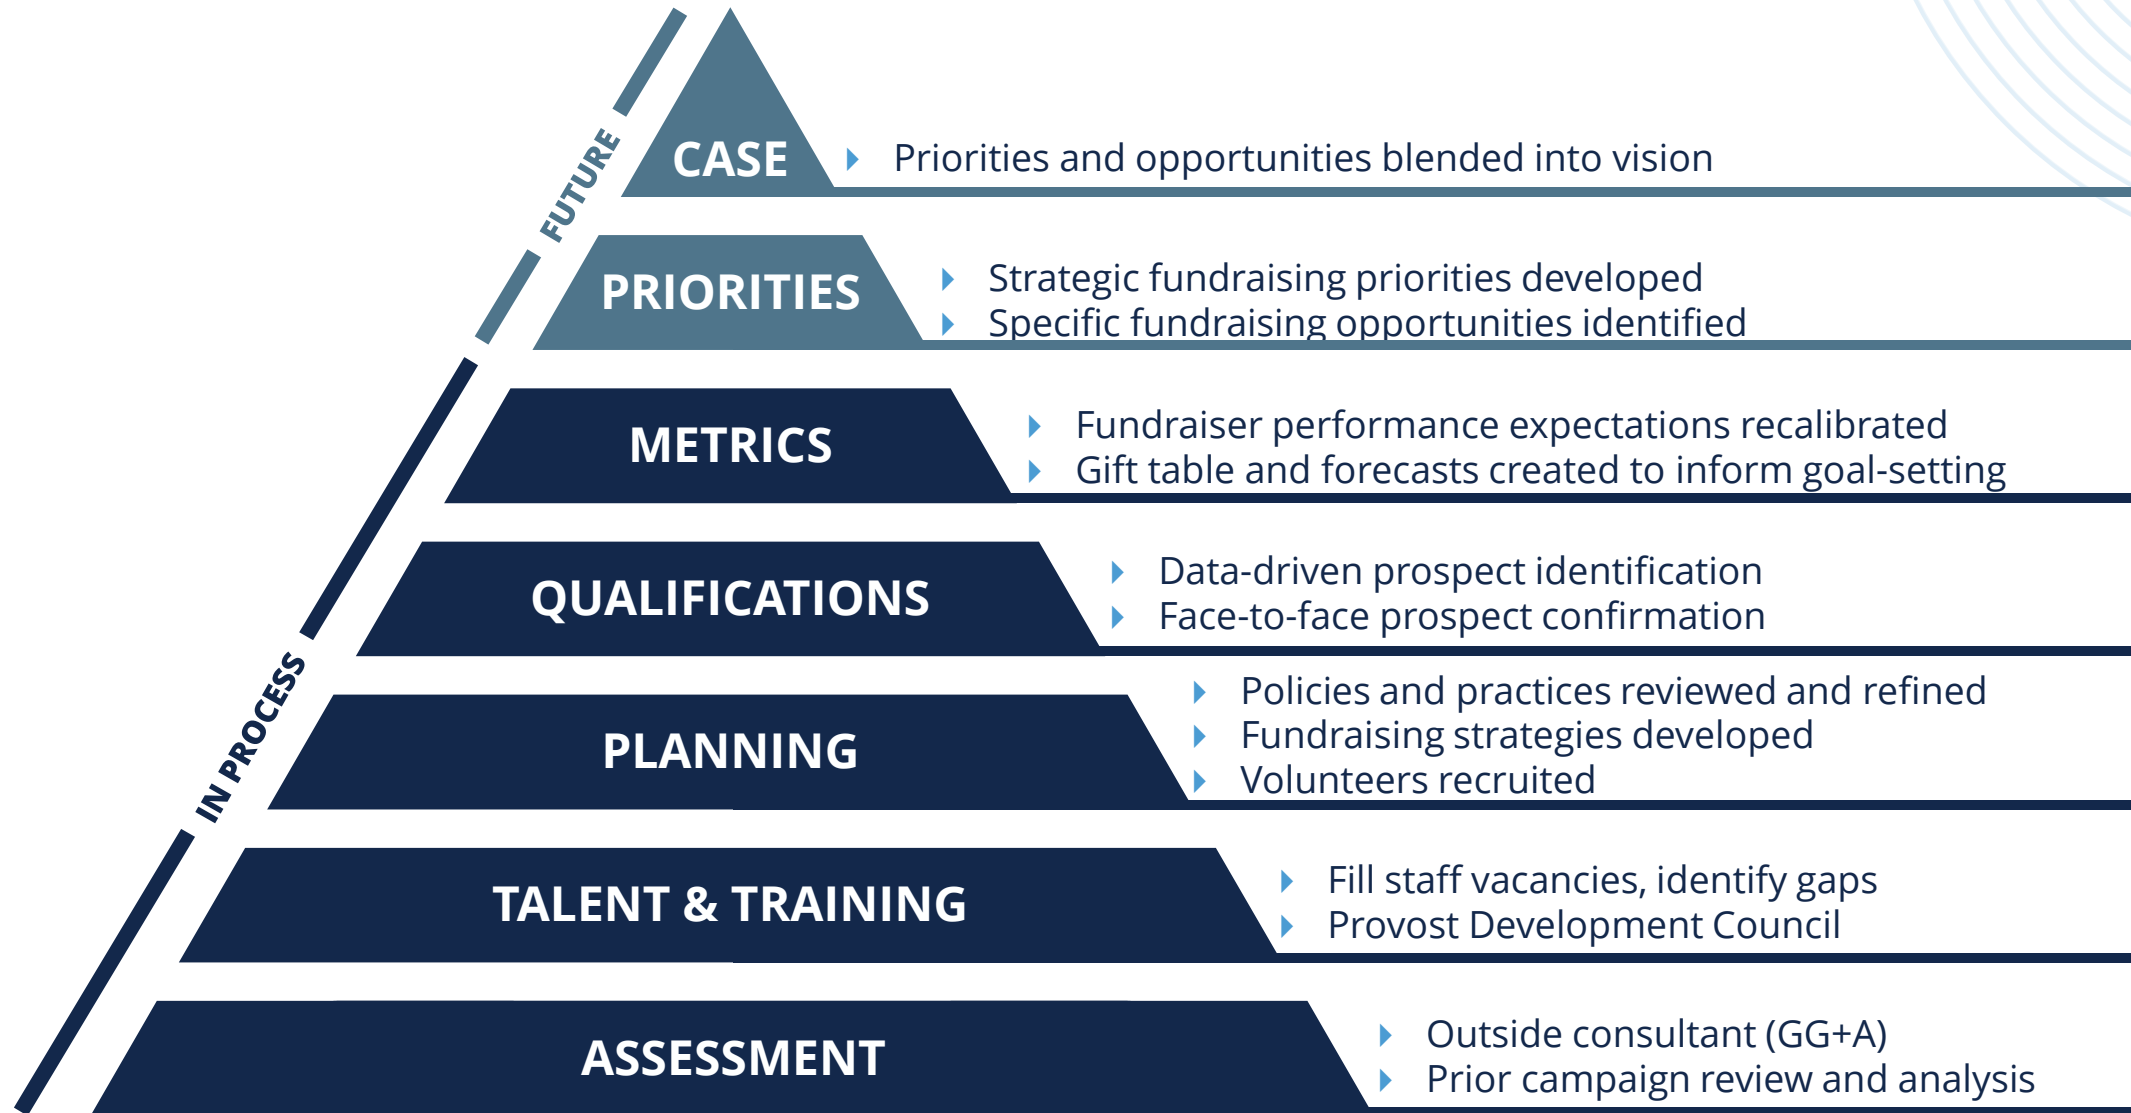 FUTURE
CASE
Priorities and opportunities blended into vision
PRIORITIES
Strategic fundraising priorities developed
Specific fundraising opportunities identified
METRICS
Fundraiser performance expectations recalibrated
Gift table and forecasts created to inform goal-setting
QUALIFICATIONS
Data-driven prospect identification
Face-to-face prospect confirmation
IN PROCESS
PLANNING
Policies and practices reviewed and refined
Fundraising strategies developed
Volunteers recruited
TALENT & TRAINING
Fill staff vacancies, identify gaps
Provost Development Council
ASSESSMENT
Outside consultant (GG+A)
Prior campaign review and analysis